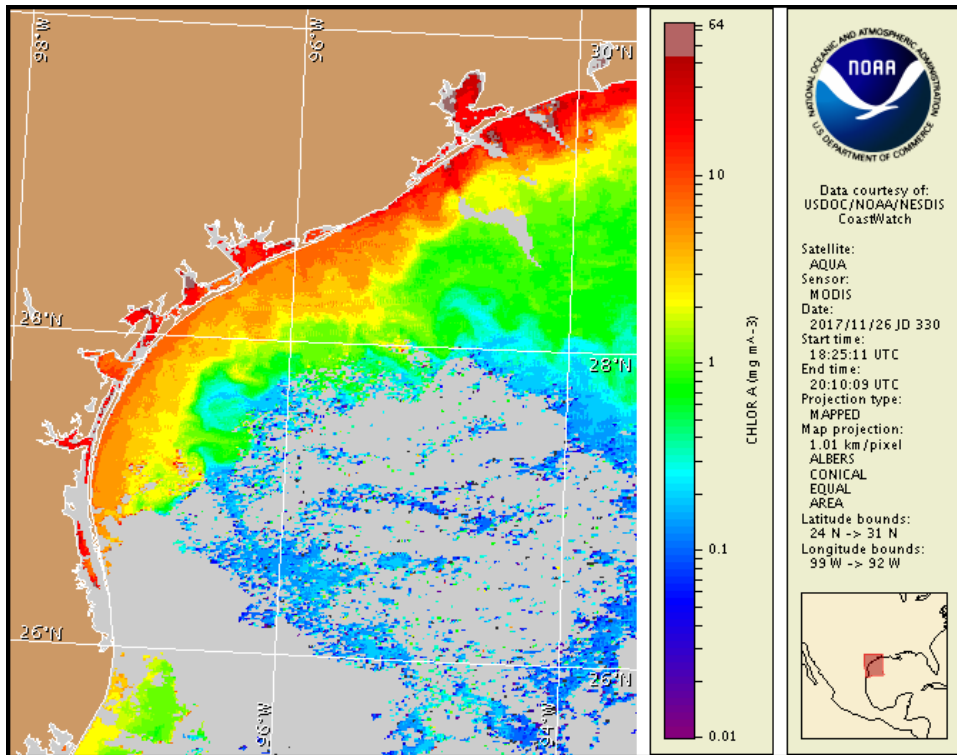 98°W
96°W
30°N
28°N
28°N
26°N
26°N
96°W
94°W
64
10
1
0.1
0.01
CHLOR A (mg m^-3)
NATIONAL OCEANIC AND ATMOSPHERIC ADMINISTRATION
NOAA
U.S. DEPARTMENT OF COMMERCE
Data courtesy of:
USDOC/NOAA/NESDIS
CoastWatch
Satellite:
AQUA
Sensor:
MODIS
Date:
2017/11/26 JD 330
Start time:
18:25:11 UTC
End time:
20:10:09 UTC
Projection type:
MAPPED
Map projection:
1.01 km/pixel
ALBERS
CONICAL
EQUAL
AREA
Latitude bounds:
24 N -> 31 N
Longitude bounds:
99 W -> 92 W